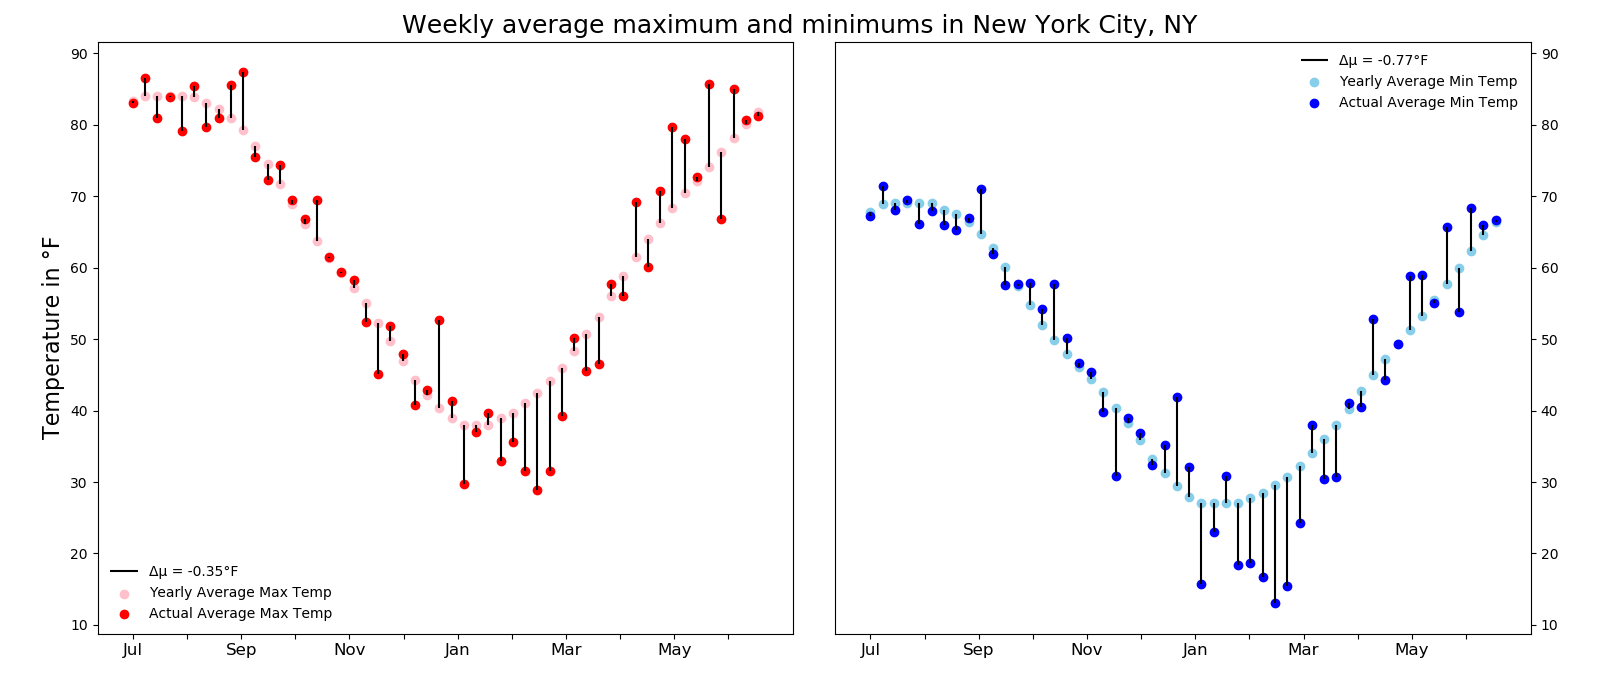 Weekly average maximum and minimums in New York City, NY
Temperature in °F
90
80
70
60
50
40
30
20
10
Δμ = -0.35°F
Yearly Average Max Temp
Actual Average Max Temp
Jul
Sep
Nov
Jan
Mar
May
Δμ = -0.77°F
Yearly Average Min Temp
Actual Average Min Temp
90
80
70
60
50
40
30
20
10
Jul
Sep
Nov
Jan
Mar
May